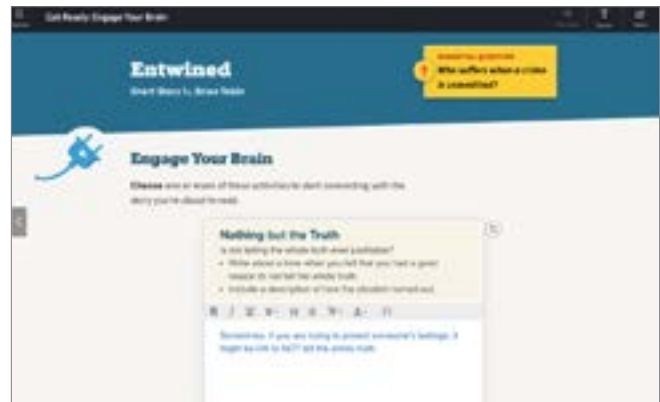 Get Ready: Engage Your Brain
Entwined
Short Story by Brian Tobin
ESSENTIAL QUESTION:
Who suffers when a crime
is committed?
Engage Your Brain
Choose one or more of these activities to start connecting with the
story you're about to read.
Nothing but the Truth
Is not telling the whole truth ever justifiable?
• Write about a time when you felt that you had a good
reason to not tell the whole truth.
• Include a description of how the situation turned out.
Sometimes, if you are trying to protect someone's feelings, it
might be ok to NOT tell the entire truth.